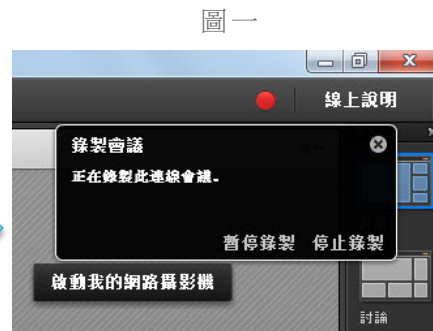 圖一
線上說明
錄製會議
正在錄製此連線會議。
暫停錄製 停止錄製
啟動我的網路攝影機
討論